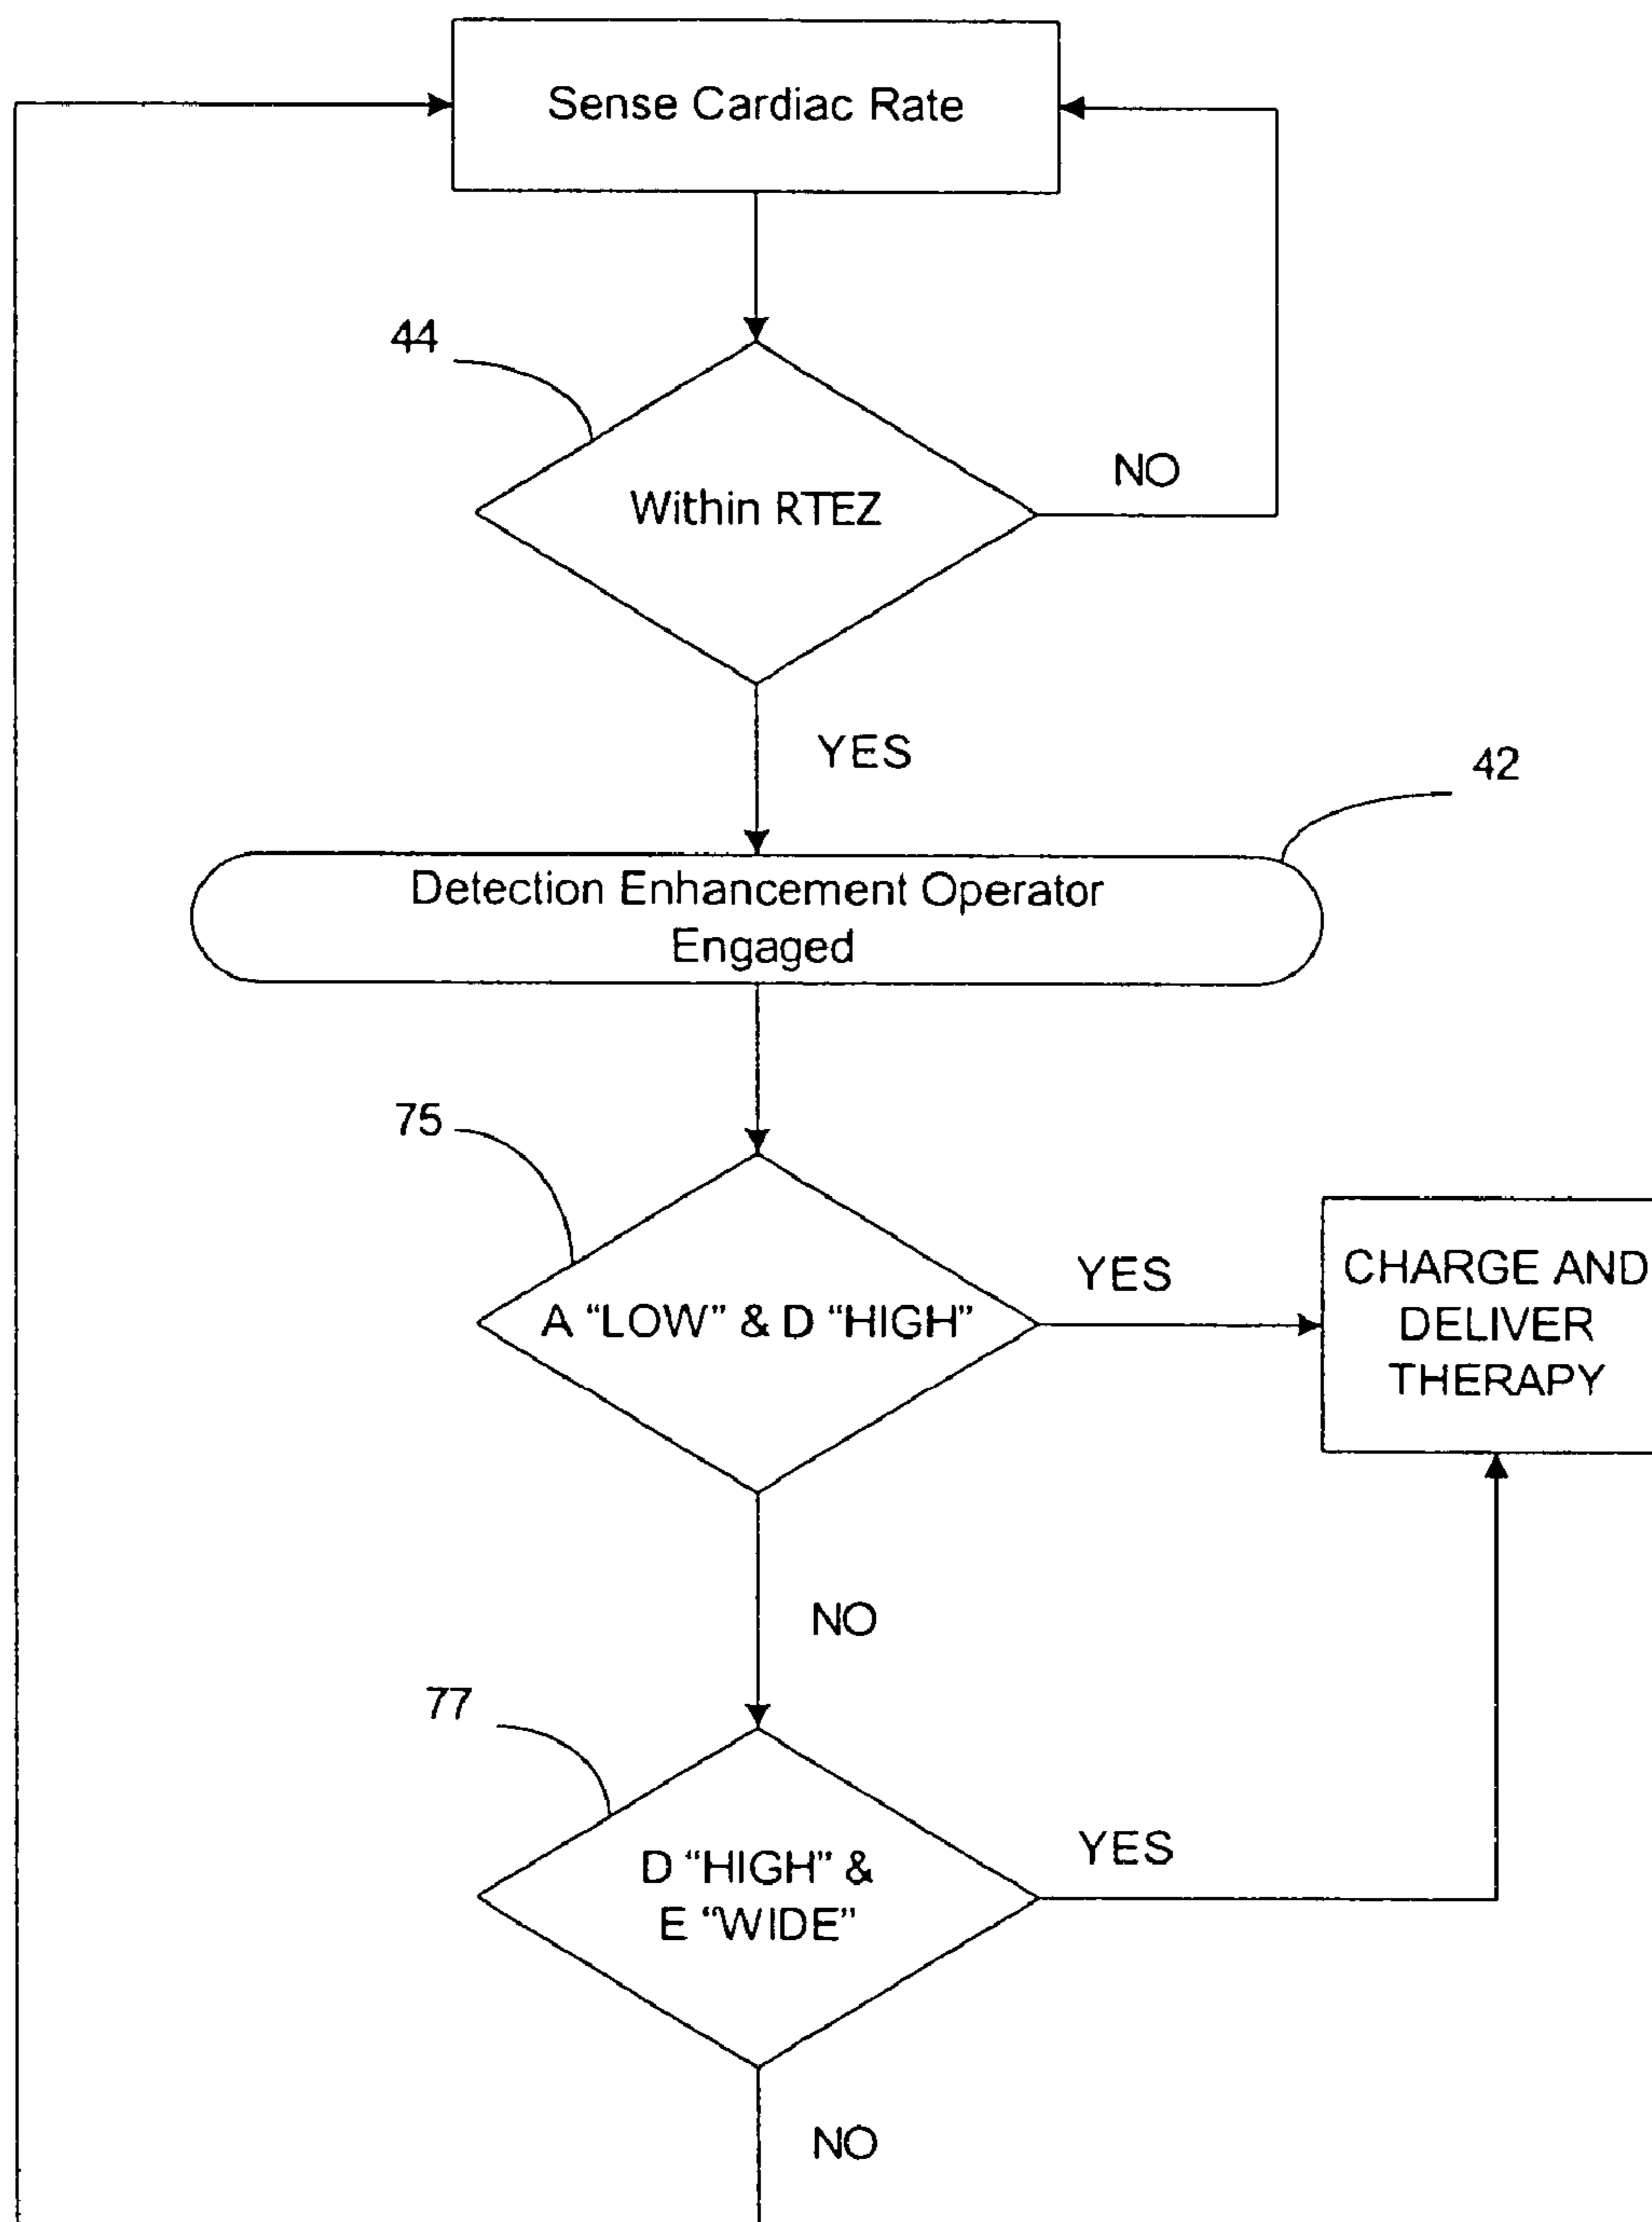 Sense Cardiac Rate
44
NO
Within RTEZ
YES
42
Detection Enhancement Operator
Engaged
75
YES
A “LOW” & D “HIGH”
CHARGE AND
DELIVER
THERAPY
NO
77
YES
D “HIGH” &
E “WIDE”
NO